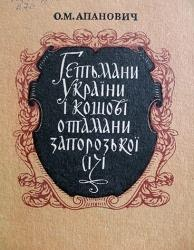 О.М.АПАНОВИЧ
Гетьмани
України
і кошові
отамани
запорозької
Січі